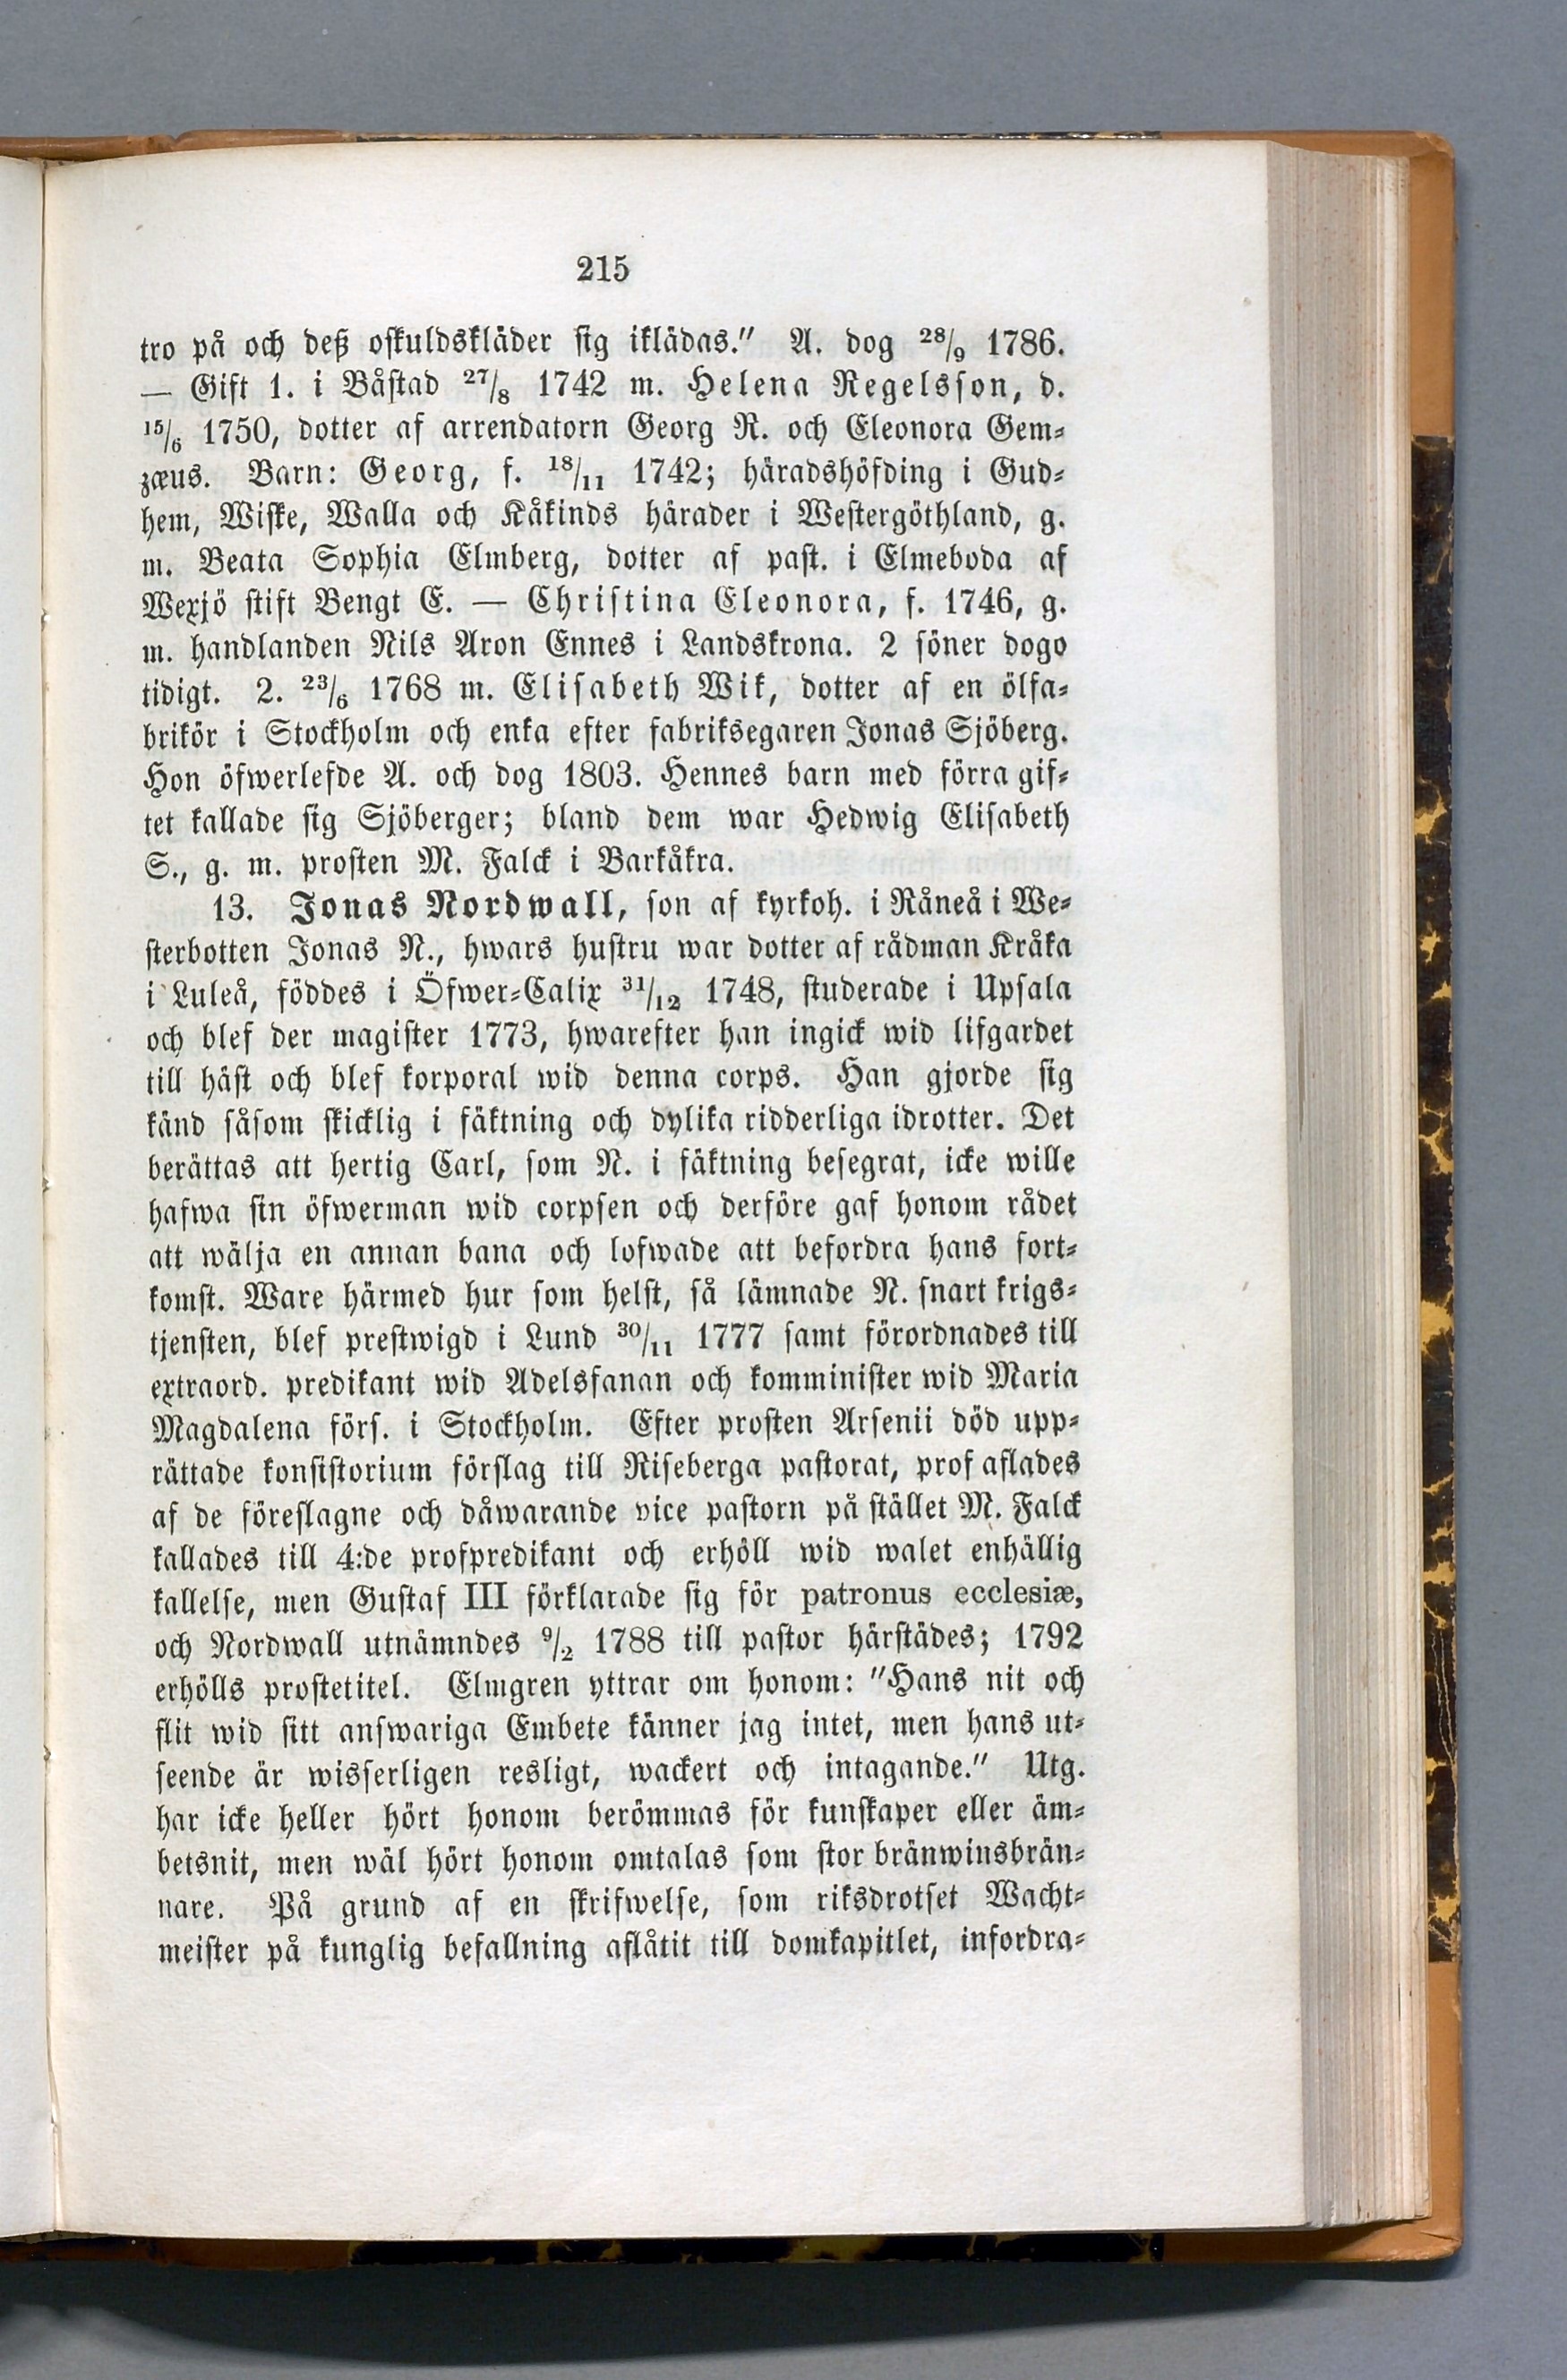 215
tro på och deß oskuldskläder sig iklädas." A. dog 28/9 1786.
— Gift 1. i Båstad 27/8 1742 m. Helena Regelsson, d.
15/6 1750, dotter af arrendatorn Georg R. och Eleonora Gem-
zæus. Barn: Georg, f. 18/11 1742; häradshöfding i Gud-
hem, Wiske, Walla och Kåkinds härader i Westergöthland, g.
m. Beata Sophia Elmberg, dotter af past. i Elmeboda af
Wexjö stift Bengt E. — Christina Eleonora, f. 1746, g.
m. handlanden Nils Aron Ennes i Landskrona. 2 söner dogo
tidigt. 2. 23/6 1768 m. Elisabeth Wik, dotter af en ölfa-
brikör i Stockholm och enka efter fabriksegaren Jonas Sjöberg.
Hon öfwerlefde A. och dog 1803. Hennes barn med förra gif-
tet kallade sig Sjöberger; bland dem war Hedwig Elisabeth
S., g. m. prosten M. Falck i Barkåkra.
13. Jonas Nordwall, son af kyrkoh. i Råneå i We-
sterbotten Jonas N., hwars hustru war dotter af rådman Kråka
i Luleå, föddes i Öfwer-Calix 31/12 1748, studerade i Upsala
och blef der magister 1773, hwarefter han ingick wid lifgardet
till häst och blef korporal wid denna corps. Han gjorde sig
känd såsom skicklig i fäktning och dylika ridderliga idrotter. Det
berättas att hertig Carl, som N. i fäktning besegrat, icke wille
hafwa sin öfwerman wid corpsen och derföre gaf honom rådet
att wälja en annan bana och lofwade att befordra hans fort-
komst. Ware härmed hur som helst, så lämnade N. snart krigs-
tjensten, blef prestwigd i Lund 30/11 1777 samt förordnades till
extraord. predikant wid Adelsfanan och komminister wid Maria
Magdalena förs. i Stockholm. Efter prosten Arsenii död upp-
rättade konsistorium förslag till Riseberga pastorat, prof aflades
af de föreslagne och dåwarande vice pastorn på stället M. Falck
kallades till 4:de profpredikant och erhöll wid walet enhällig
kallelse, men Gustaf III förklarade sig för patronus ecclesiæ,
och Nordwall utnämndes 9/2 1788 till pastor härstädes; 1792
erhölls prostetitel. Elmgren yttrar om honom: "Hans nit och
flit wid sitt answariga Embete känner jag intet, men hans ut-
seende är wisserligen resligt, wackert och intagande." Utg.
har icke heller hört honom berömmas för kunskaper eller äm-
betsnit, men wäl hört honom omtalas som stor bränwinsbrän-
nare. På grund af en skrifwelse, som riksdrotset Wacht-
meister på kunglig befallning aflåtit till domkapitlet, infordra-